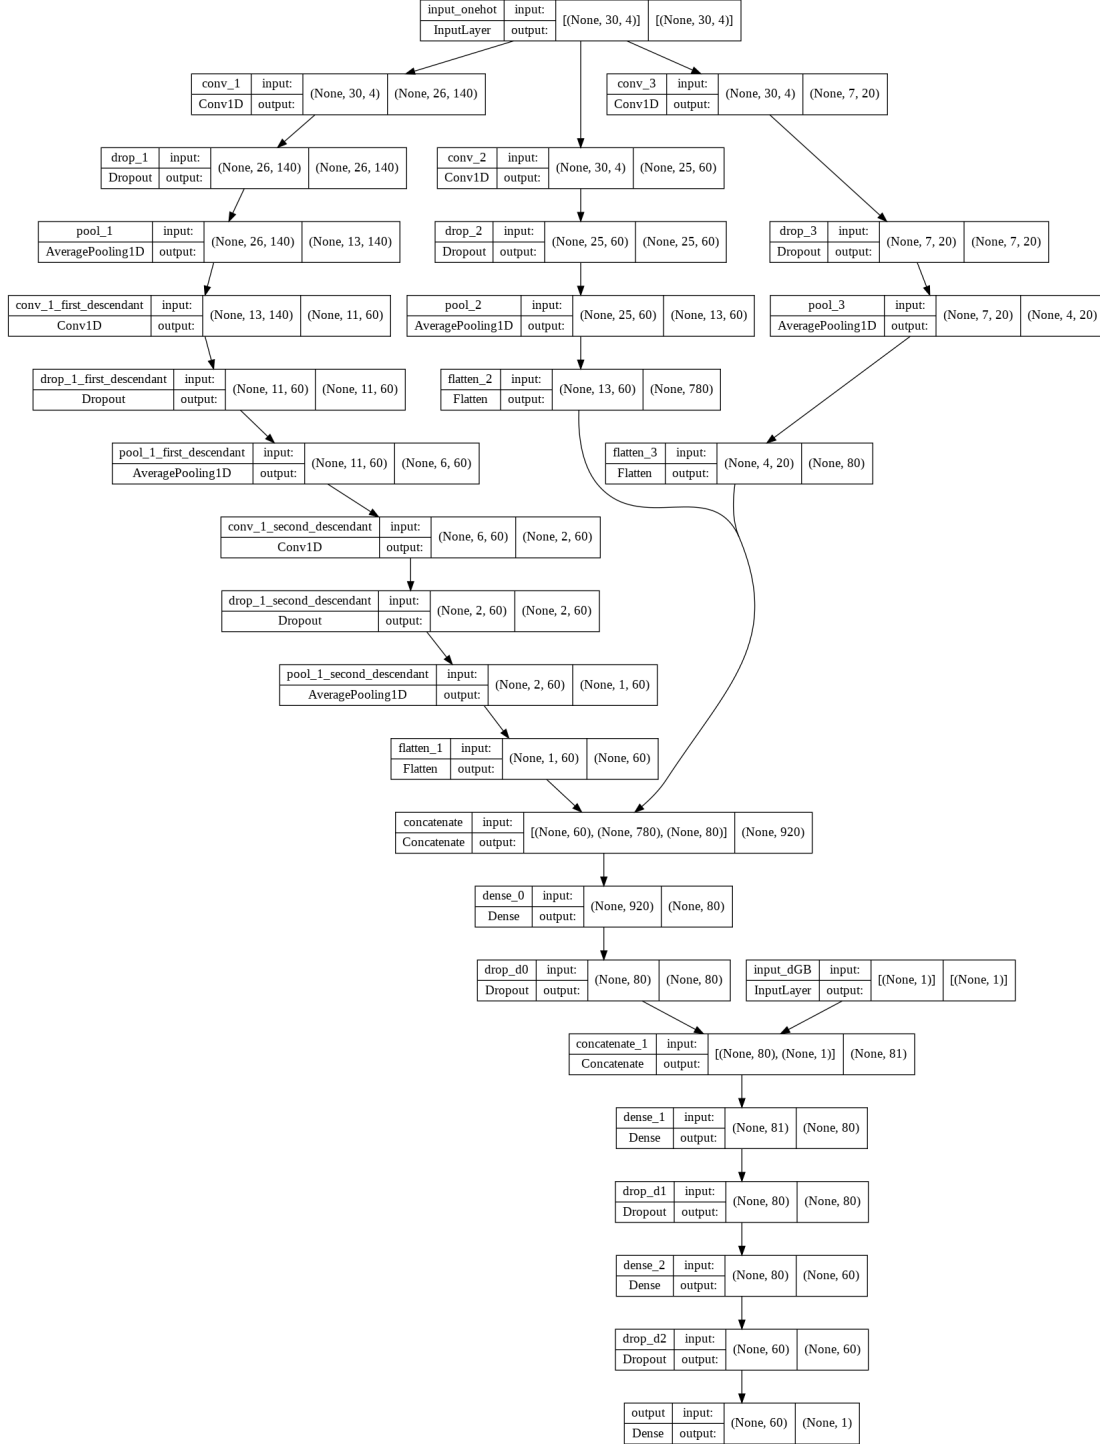 input_onehot input: [(None, 30, 4)] [(None, 30, 4)]
InputLayer output:
conv_1 input: (None, 30, 4) (None, 26, 140)
Conv1D output:
conv_3 input: (None, 30, 4) (None, 7, 20)
Conv1D output:
drop_1 input: (None, 26, 140) (None, 26, 140)
Dropout output:
conv_2 input: (None, 30, 4) (None, 25, 60)
Conv1D output:
pool_1 input: (None, 26, 140) (None, 13, 140)
AveragePooling1D output:
drop_2 input: (None, 25, 60) (None, 25, 60)
Dropout output:
drop_3 input: (None, 7, 20) (None, 7, 20)
Dropout output:
conv_1_first_descendant input: (None, 13, 140) (None, 11, 60)
Conv1D output:
pool_2 input: (None, 25, 60) (None, 13, 60)
AveragePooling1D output:
pool_3 input: (None, 7, 20) (None, 4, 20)
AveragePooling1D output:
drop_1_first_descendant input: (None, 11, 60) (None, 11, 60)
Dropout output:
flatten_2 input: (None, 13, 60) (None, 780)
Flatten output:
pool_1_first_descendant input: (None, 11, 60) (None, 6, 60)
AveragePooling1D output:
flatten_3 input: (None, 4, 20) (None, 80)
Flatten output:
conv_1_second_descendant input: (None, 6, 60) (None, 2, 60)
Conv1D output:
drop_1_second_descendant input: (None, 2, 60) (None, 2, 60)
Dropout output:
pool_1_second_descendant input: (None, 2, 60) (None, 1, 60)
AveragePooling1D output:
flatten_1 input: (None, 1, 60) (None, 60)
Flatten output:
concatenate input: [(None, 60), (None, 780), (None, 80)] (None, 920)
Concatenate output:
dense_0 input: (None, 920) (None, 80)
Dense output:
drop_d0 input: (None, 80) (None, 80)
Dropout output:
input_dGB input: [(None, 1)] [(None, 1)]
InputLayer output:
concatenate_1 input: [(None, 80), (None, 1)] (None, 81)
Concatenate output:
dense_1 input: (None, 81) (None, 80)
Dense output:
drop_d1 input: (None, 80) (None, 80)
Dropout output:
dense_2 input: (None, 80) (None, 60)
Dense output:
drop_d2 input: (None, 60) (None, 60)
Dropout output:
output input: (None, 60) (None, 1)
Dense output: